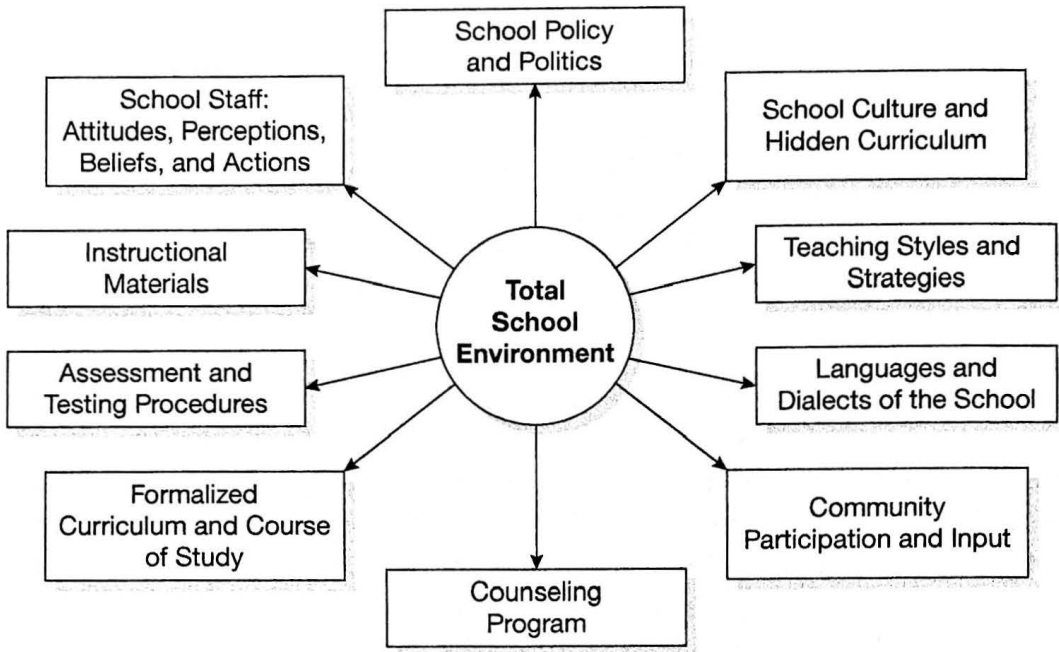 School Policy
and Politics
School Staff:
Attitudes, Perceptions,
Beliefs, and Actions
School Culture and
Hidden Curriculum
Instructional
Materials
Teaching Styles and
Strategies
Total
School
Environment
Assessment and
Testing Procedures
Languages and
Dialects of the School
Formalized
Curriculum and Course
of Study
Community
Participation and Input
Counseling
Program